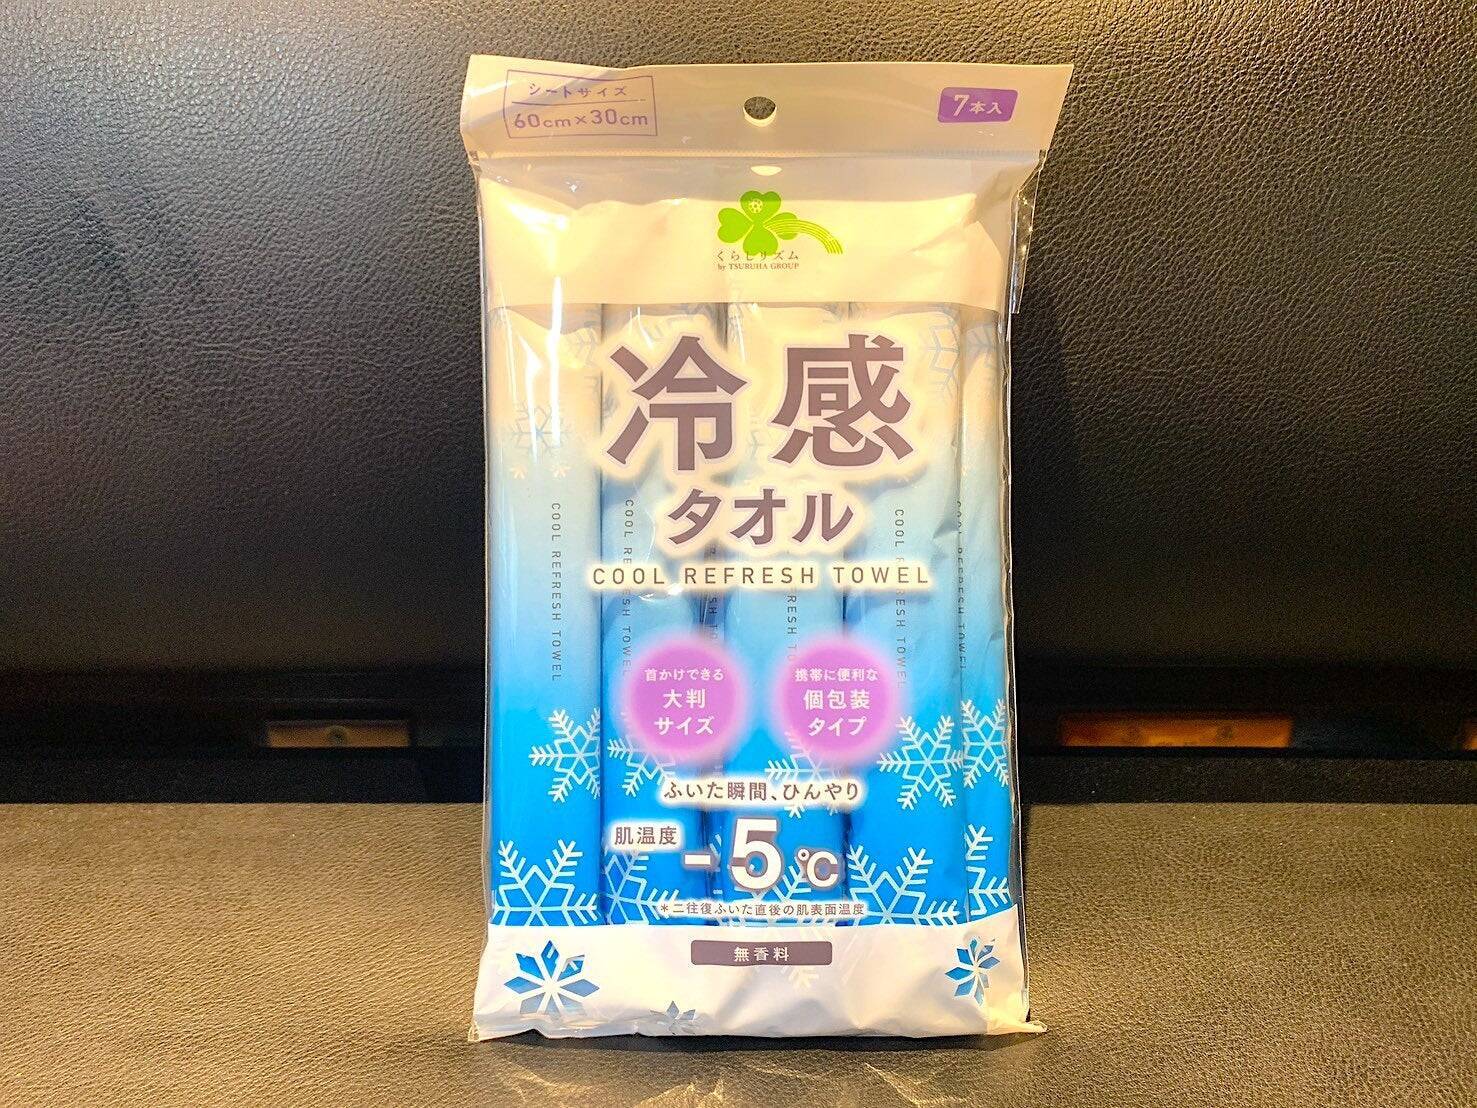 シートサイズ
60cm×30cm
7本入
くらしリズム
by TSURUHA GROUP
冷感
タオル
COOL REFRESH TOWEL
COOL REFRESH TOWEL
首かけできる
大判
サイズ
携帯に便利な
個包装
タイプ
ふいた瞬間、ひんやり
肌温度
-5℃
*二往復ふいた直後の肌表面温度
無香料